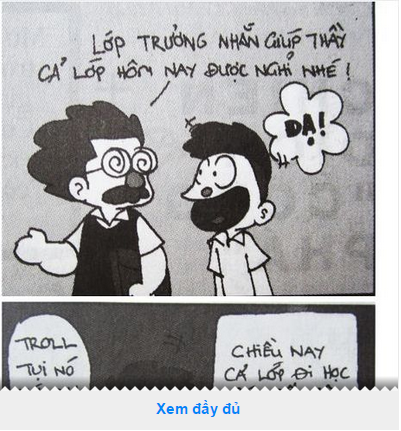 LỚP TRƯỞNG NHẮN GIÚP THẦY
CẢ LỚP HÔM NAY ĐƯỢC NGHỈ NHÉ!
DẠ!
TROLL
TỤI NÓ
CHIỀU NAY
CẢ LỚP ĐI HỌC
Xem đầy đủ